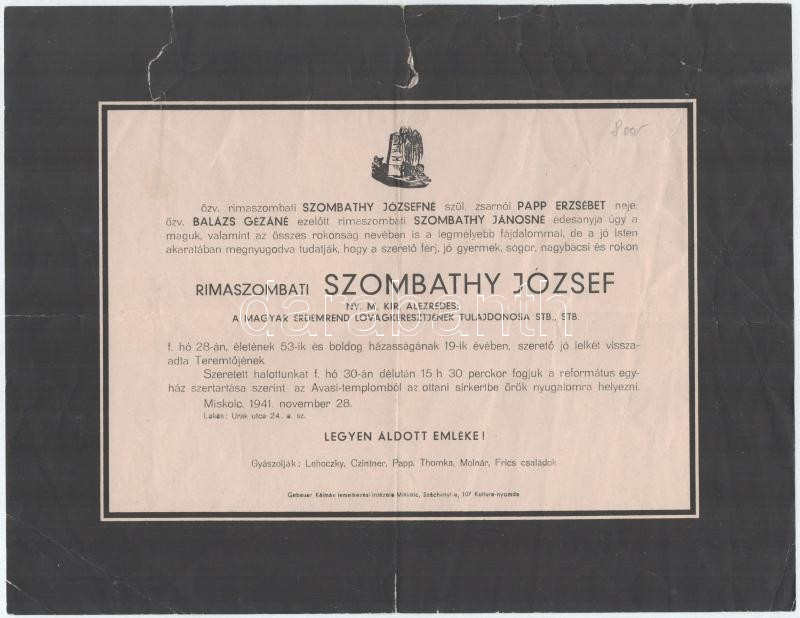 800
özv. rimaszombati SZOMBATHY JÓZSEFNÉ szül. zsarnói PAPP ERZSÉBET neje,
özv. BALÁZS GÉZÁNÉ ezelőtt rimaszombati SZOMBATHY JÁNOSNÉ édesanyja úgy a
maguk, valamint az összes rokonság nevében is a legmélyebb fájdalommal, de a jó Isten
akaratában megnyugodva tudatják, hogy a szerető férj, jó gyermek, sógor, nagybácsi és rokon
RIMASZOMBATI SZOMBATHY JÓZSEF
NY. M. KIR. ALEZREDES,
A MAGYAR ÉRDEMREND LOVAGKERESZTJÉNEK TULAJDONOSA STB., STB.
darabanth
f. hó 28-án, életének 53-ik és boldog házasságának 19-ik évében, szerető jó lelkét vissza-
adta Teremtőjének.
Szeretett halottunkat f. hó 30-án délután 15 h 30 perckor fogjuk a református egy-
ház szertartása szerint az Avasi-templomból az ottani sírkertbe örök nyugalomra helyezni.
Miskolc, 1941. november 28.
Lakás: Urak utca 24. a. sz.
LEGYEN ÁLDOTT EMLÉKE!
Gyászolják: Lehoczky, Czintner, Papp, Thomka, Molnár, Frics családok
Gebauer Kálmán temetkezési intézete Miskolc, Széchenyi-u. 107 Kultura-nyomda